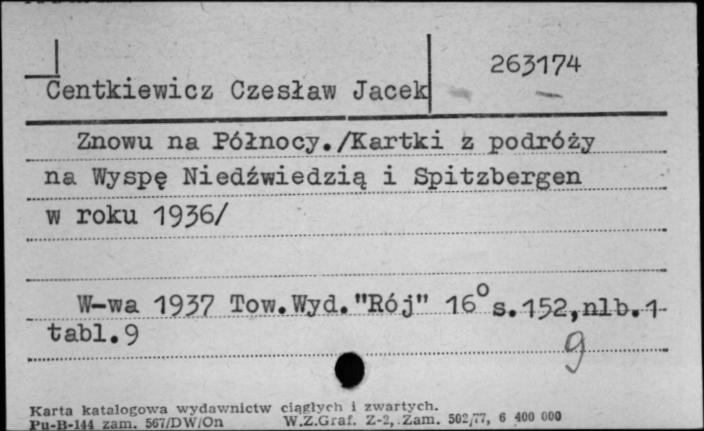 263174
Centkiewicz Czesław Jacek
Znowu na Północy./Kartki z podróży
na Wyspę Niedźwiedzią i Spitzbergen
w roku 1936/
W-wa 1937 Tow.Wyd."Rój" 16° s.152,nlb.1
tabl.9
9
Karta katalogowa wydawnictw ciągłych i zwartych.
Pu-B-144 zam. 567/DW/On W.Z.Graf. Z-2, Zam. 502/77, 6 400 000